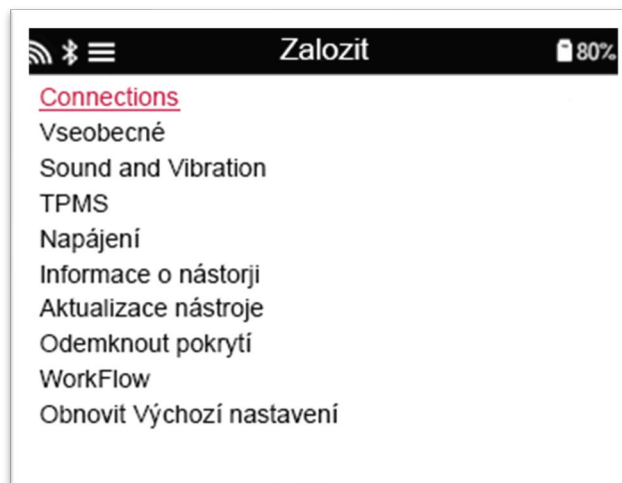 Zalozit
80%
Connections
Vseobecné
Sound and Vibration
TPMS
Napájení
Informace o nástorji
Aktualizace nástroje
Odemknout pokrytí
WorkFlow
Obnovit Výchozí nastavení